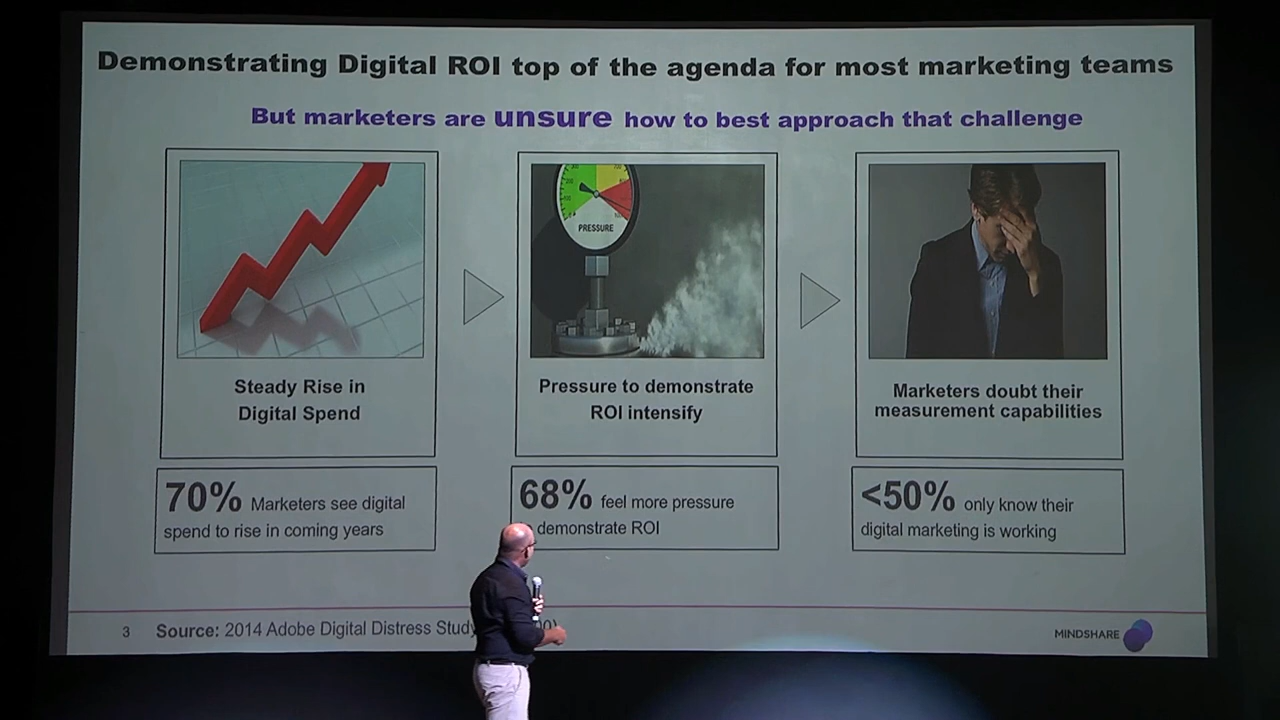 Demonstrating Digital ROI top of the agenda for most marketing teams
But marketers are unsure how to best approach that challenge
PRESSURE
Steady Rise in
Digital Spend
Pressure to demonstrate
ROI intensify
Marketers doubt their
measurement capabilities
70% Marketers see digital
spend to rise in coming years
68% feel more pressure
demonstrate ROI
<50% only know their
digital marketing is working
3 Source: 2014 Adobe Digital Distress Study
MINDSHARE